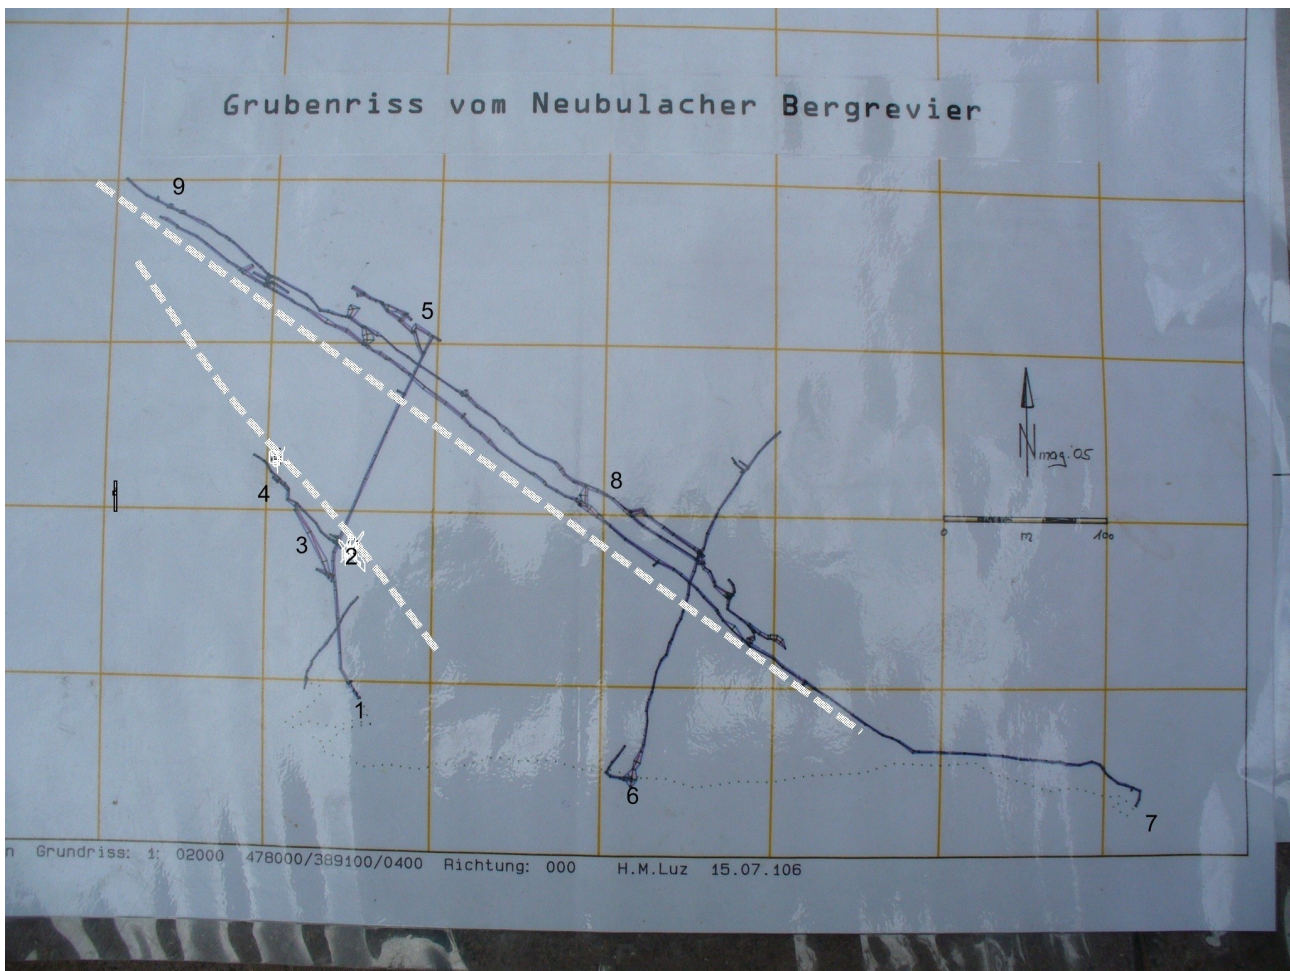 Grubenriss vom Neubulacher Bergrevier
9
5
8
4
N mag. 05
0 m 100
3
2
1
6
7
n Grundriss: 1: 02000 478000/389100/0400 Richtung: 000 H.M.Luz 15.07.106